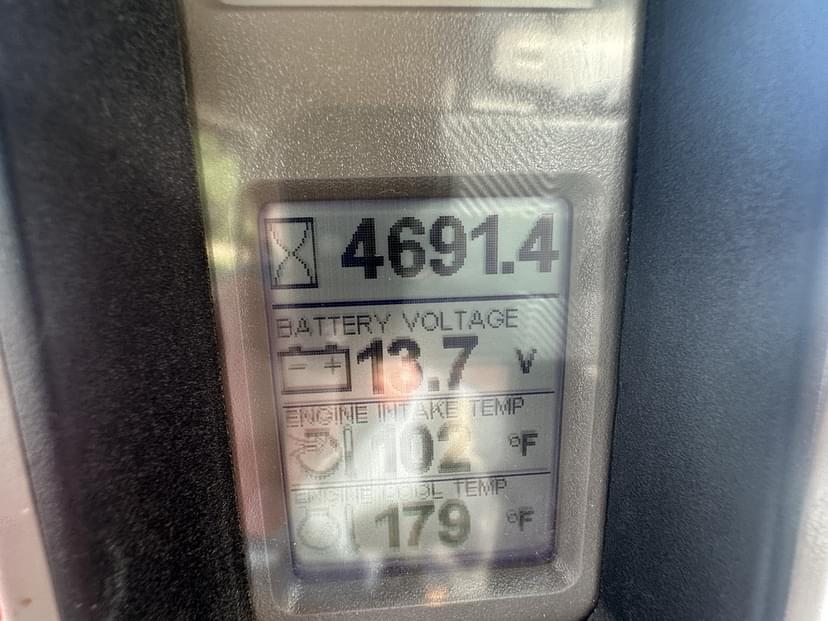 4691.4
BATTERY VOLTAGE
- + 13.7 V
ENGINE INTAKE TEMP
102 °F
ENGINE COOL TEMP
179 °F